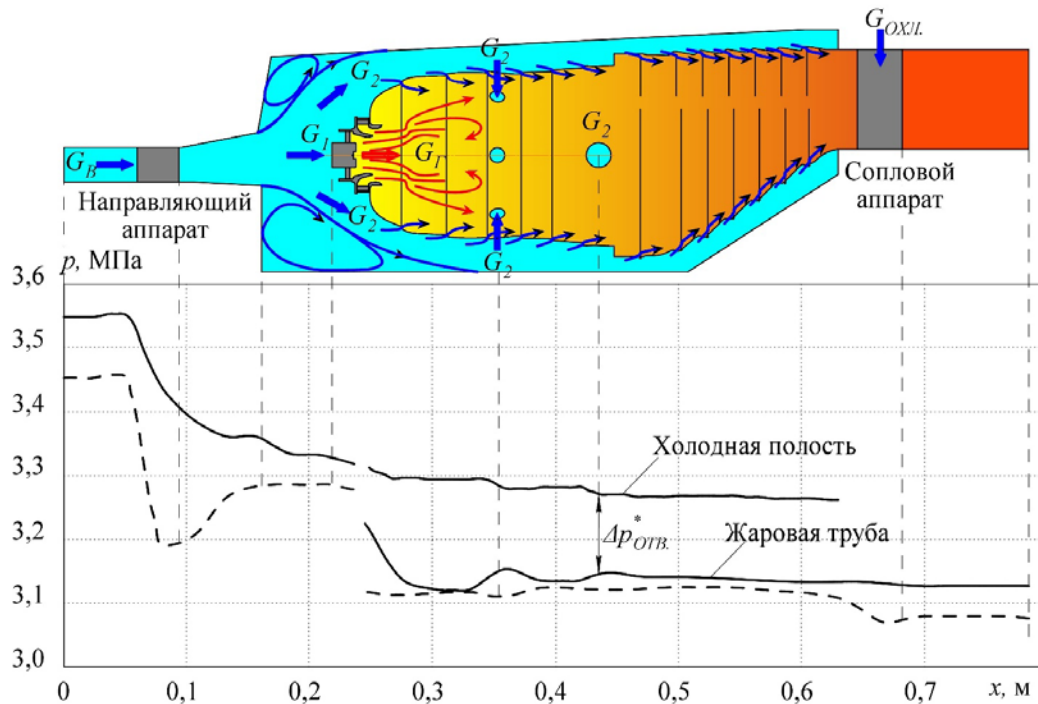 G_ОХЛ.
G_2
G_2
G_2
G_1
G_В
G_1
G_2
Направляющий
аппарат
Сопловой
аппарат
G_2
p, МПа
3,6
3,5
3,4
3,3
3,2
3,1
3,0
Холодная полость
Δp*_ОТВ.
Жаровая труба
0
0,1
0,2
0,3
0,4
0,5
0,6
0,7
x, м